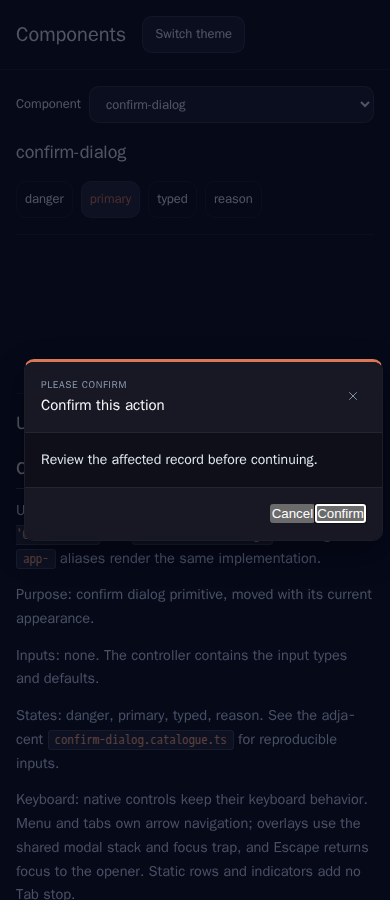 Components
Switch theme
Component
confirm-dialog
confirm-dialog
danger
primary
typed
reason
PLEASE CONFIRM
Confirm this action
×
Review the affected record before continuing.
Cancel
Confirm
app-
aliases render the same implementation.
Purpose: confirm dialog primitive, moved with its current
appearance.
Inputs: none. The controller contains the input types
and defaults.
States: danger, primary, typed, reason. See the adja-
cent confirm-dialog.catalogue.ts for reproducible
inputs.
Keyboard: native controls keep their keyboard behavior.
Menu and tabs own arrow navigation; overlays use the
shared modal stack and focus trap, and Escape returns
focus to the opener. Static rows and indicators add no
Tab stop.